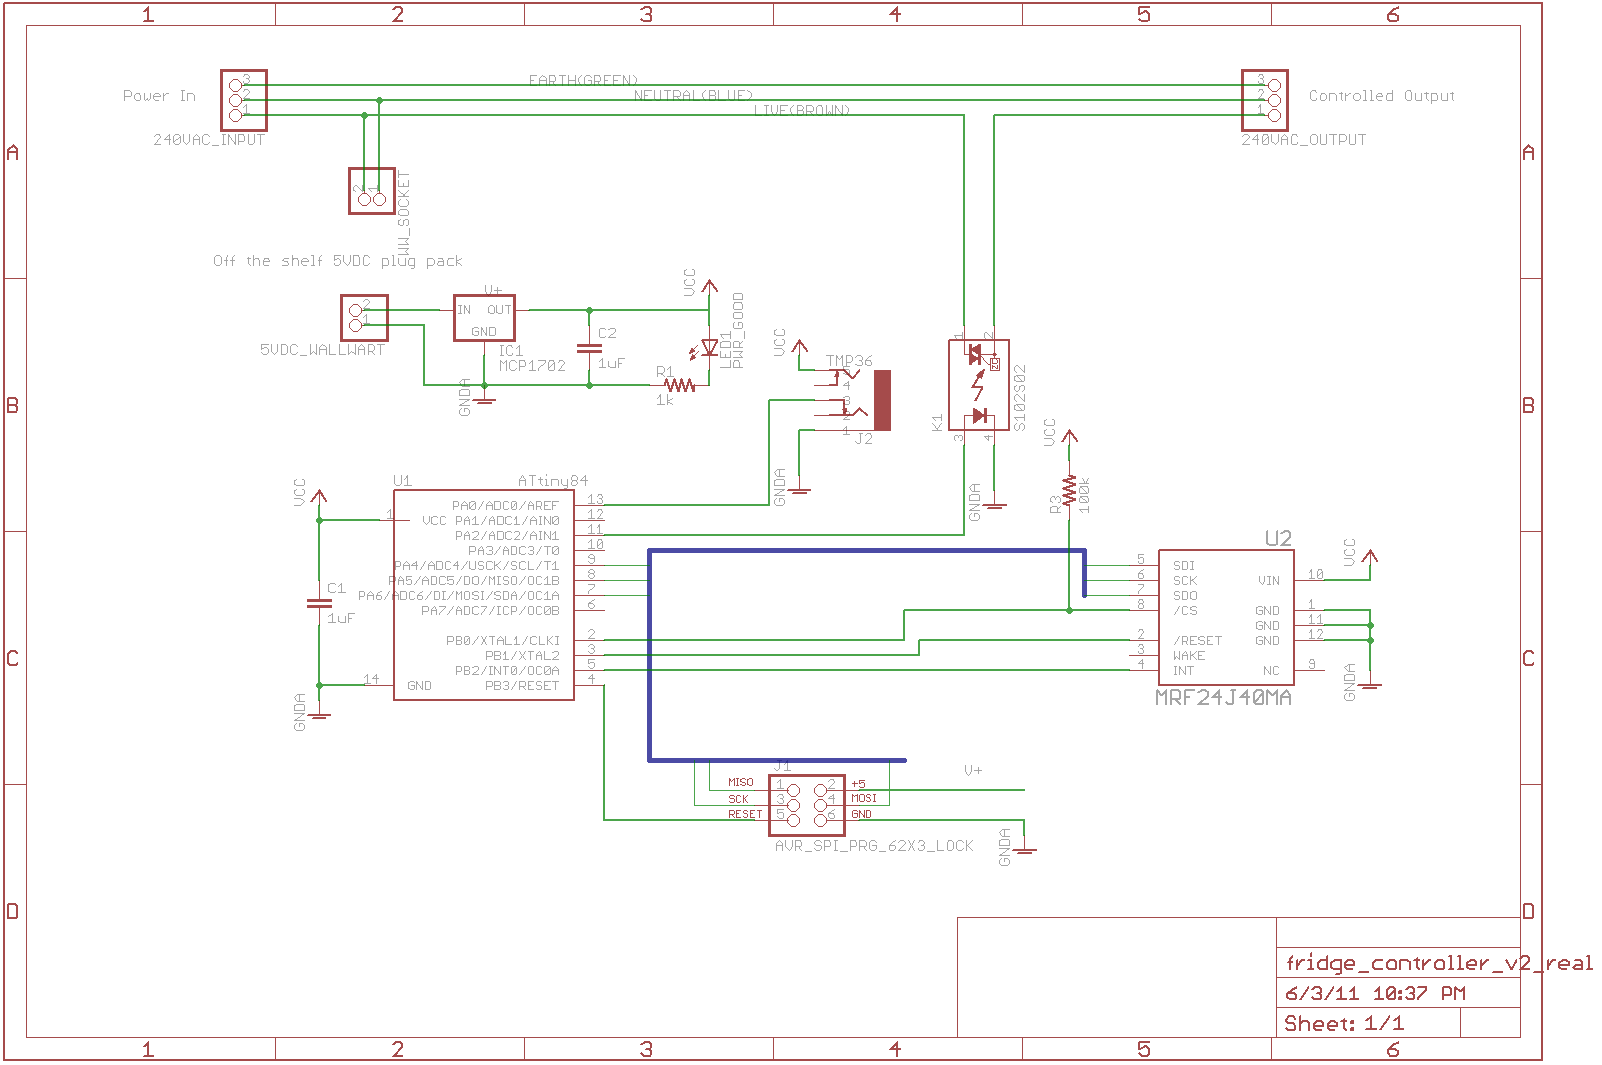 1 2 3 4 5 6
A A
B B
C C
D D
Power In
3
2
1
240VAC_INPUT
EARTH(GREEN)
NEUTRAL(BLUE)
LIVE(BROWN)
3
2
1
Controlled Output
240VAC_OUTPUT
2 1
WW_SOCKET
Off the shelf 5VDC plug pack
2
1
5VDC_WALLWART
V+
IN OUT
GND
IC1
MCP1702
GNDA
C2
1uF
VCC
LED1
PWR_GOOD
R1
1k
VCC
TMP36
5
4
3
2
1
J2
GNDA
1 2
K1
S102S02
3 4
ZC
GNDA
VCC
R3
100k
VCC
C1
1uF
GNDA
U1
ATtiny84
1 VCC
14 GND
PA0/ADC0/AREF 13
PA1/ADC1/AIN0 12
PA2/ADC2/AIN1 11
PA3/ADC3/T0 10
PA4/ADC4/USCK/SCL/T1 9
PA5/ADC5/DO/MISO/OC1B 8
PA6/ADC6/DI/MOSI/SDA/OC1A 7
PA7/ADC7/ICP/OC0B 6
PB0/XTAL1/CLKI 2
PB1/XTAL2 3
PB2/INT0/OC0A 5
PB3/RESET 4
U2
5 SDI
6 SCK
7 SDO
8 /CS
2 /RESET
3 WAKE
4 INT
VIN 10
GND 1
GND 11
GND 12
NC 9
MRF24J40MA
VCC
GNDA
J1
MISO 1 2 +5
SCK 3 4 MOSI
RESET 5 6 GND
AVR_SPI_PRG_62X3_LOCK
V+
GNDA
fridge_controller_v2_real
6/3/11 10:37 PM
Sheet: 1/1
1 2 3 4 5 6